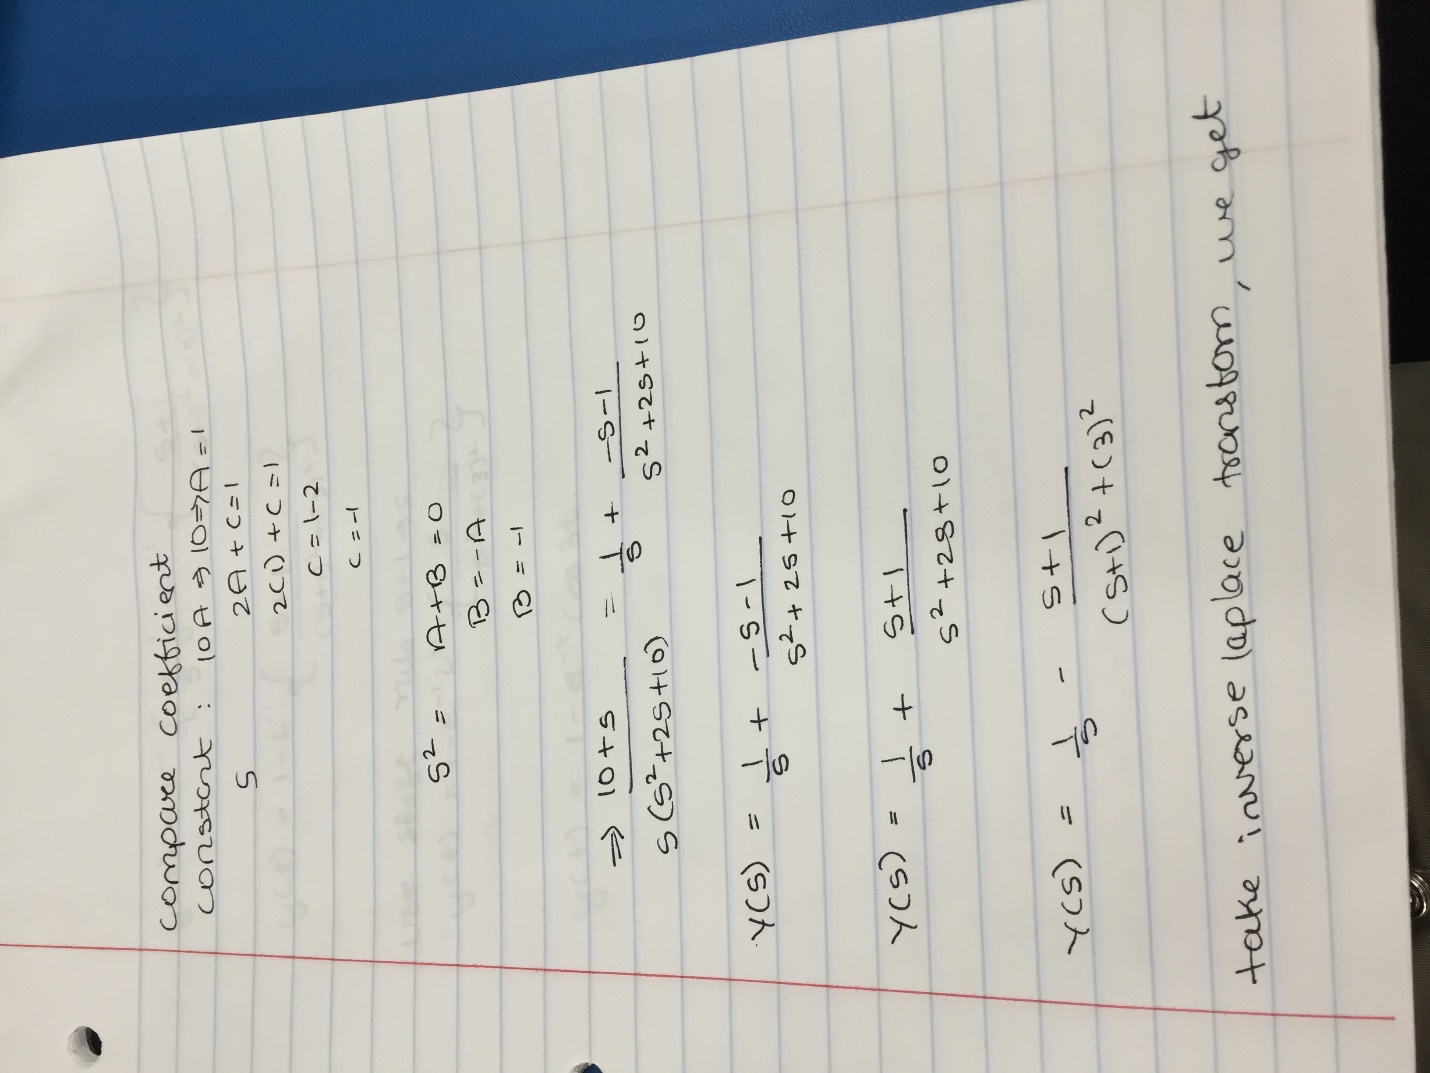 compare coefficient
constant : 10A ⇒ 10 ⇒ A = 1
S 2A + C = 1
2(1) + C = 1
C = 1-2
C = -1
S² = A+B = 0
B = -A
B = -1
⇒ 10+s / s(s²+2s+10) = 1/s + -s-1 / s²+2s+10
Y(s) = 1/s + -s-1 / s²+2s+10
Y(s) = 1/s + s+1 / s²+2s+10
Y(s) = 1/s - s+1 / (s+1)²+(3)²
take inverse laplace transform, we get